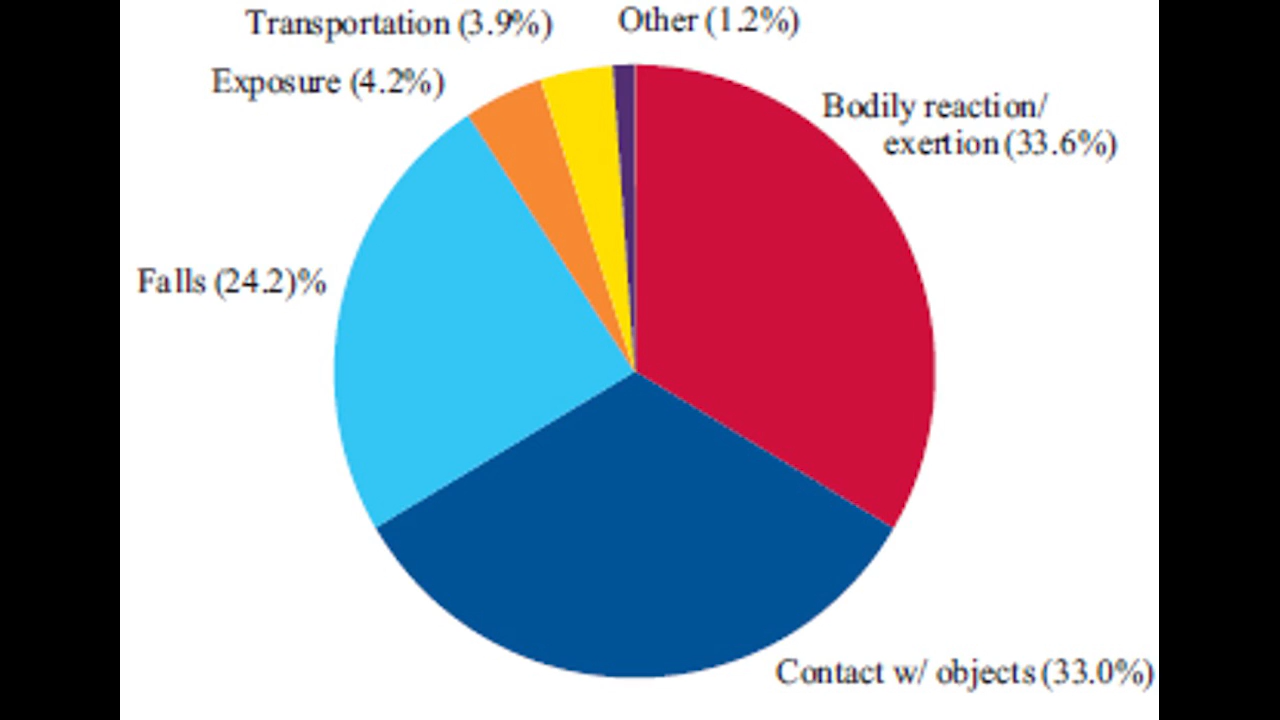 Transportation (3.9%)
Other (1.2%)
Exposure (4.2%)
Bodily reaction/
exertion (33.6%)
Falls (24.2)%
Contact w/ objects (33.0%)